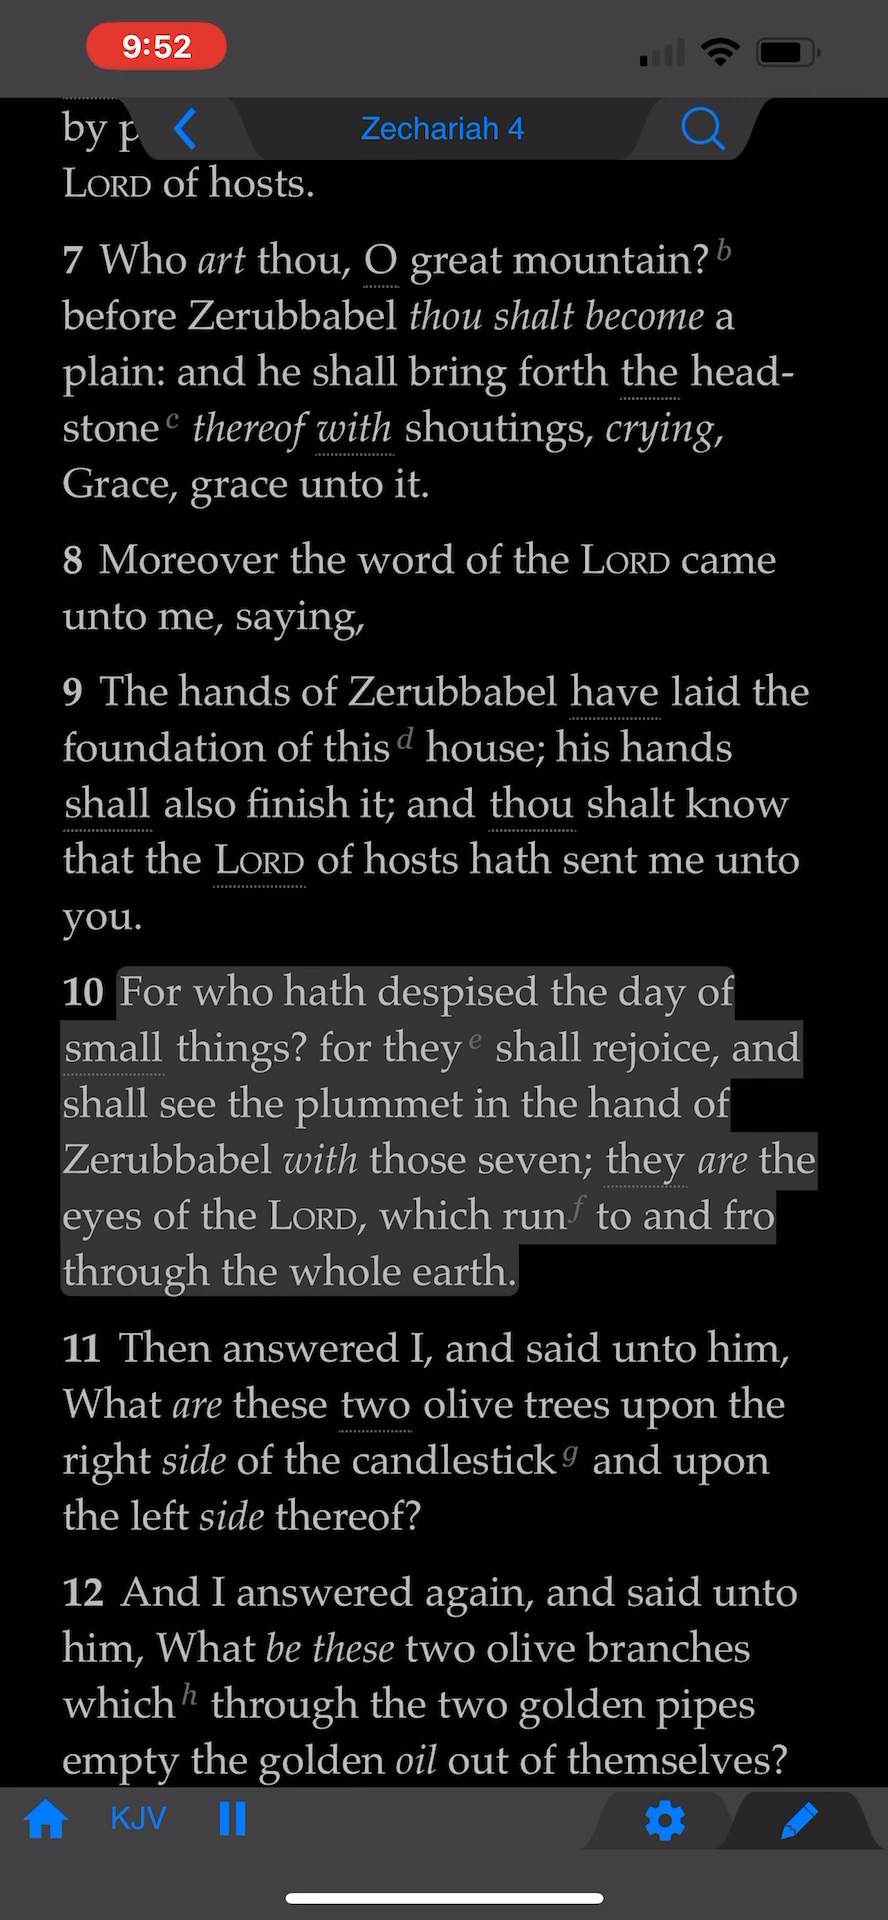 9:52
by p
Zechariah 4
LORD of hosts.
7 Who art thou, O great mountain? b
before Zerubbabel thou shalt become a
plain: and he shall bring forth the head-
stone c thereof with shoutings, crying,
Grace, grace unto it.
8 Moreover the word of the LORD came
unto me, saying,
9 The hands of Zerubbabel have laid the
foundation of this d house; his hands
shall also finish it; and thou shalt know
that the LORD of hosts hath sent me unto
you.
10 For who hath despised the day of
small things? for they e shall rejoice, and
shall see the plummet in the hand of
Zerubbabel with those seven; they are the
eyes of the LORD, which run f to and fro
through the whole earth.
11 Then answered I, and said unto him,
What are these two olive trees upon the
right side of the candlestick g and upon
the left side thereof?
12 And I answered again, and said unto
him, What be these two olive branches
which h through the two golden pipes
empty the golden oil out of themselves?
KJV